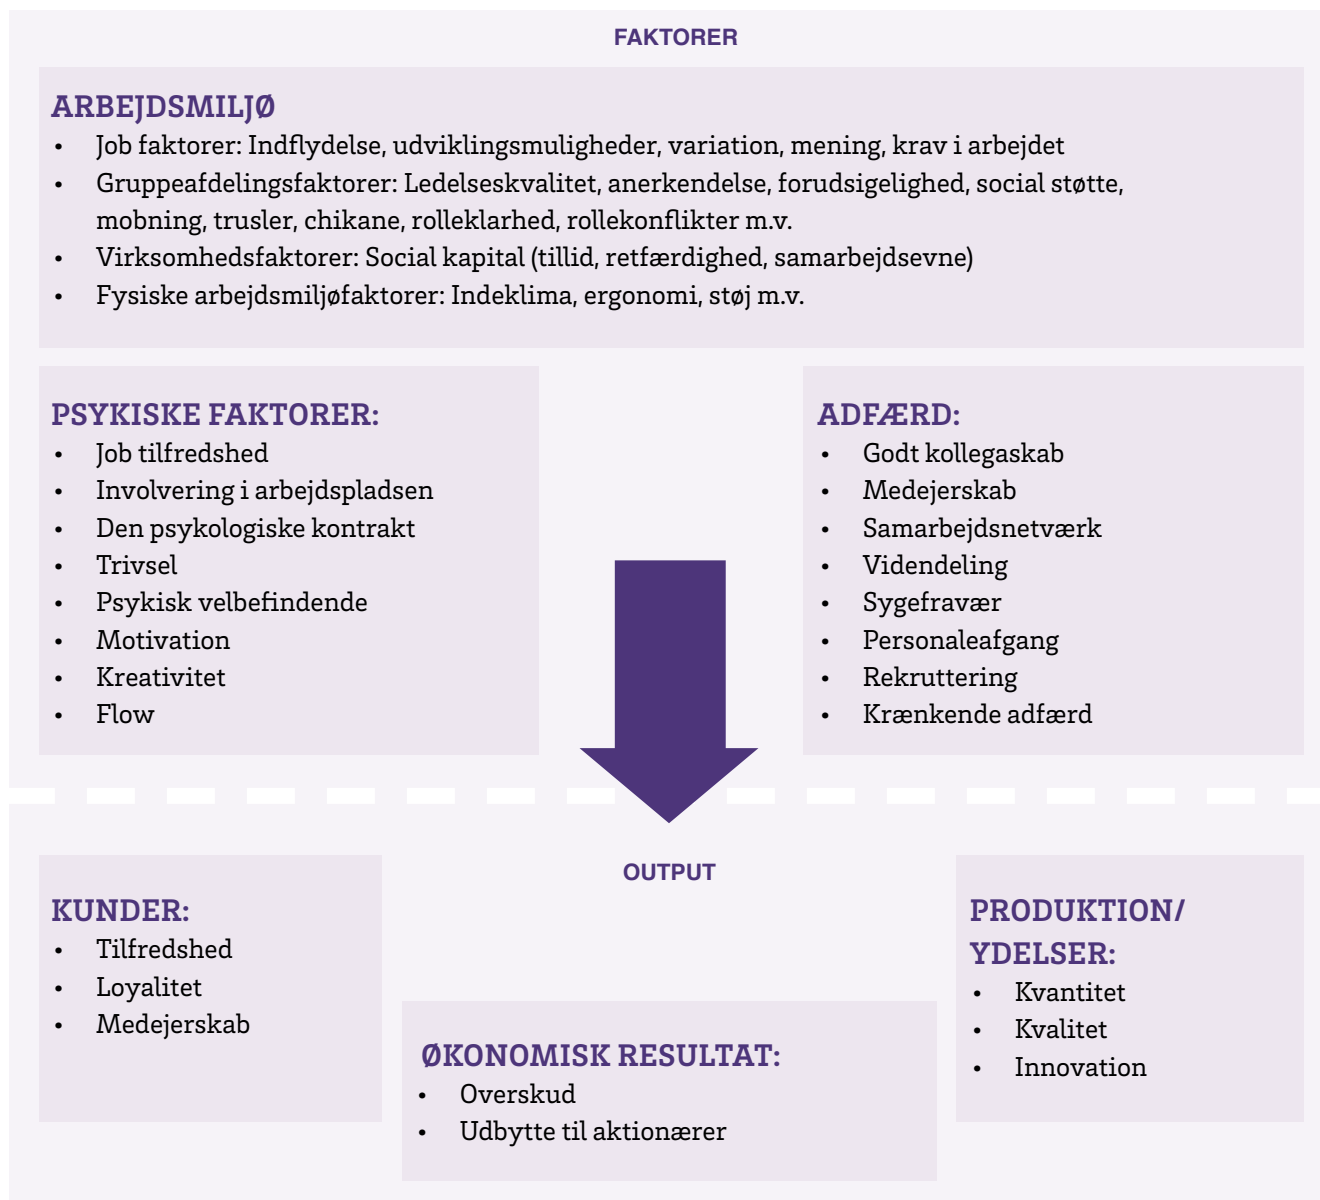 FAKTORER
ARBEJDSMILJØ
• Job faktorer: Indflydelse, udviklingsmuligheder, variation, mening, krav i arbejdet
• Gruppeafdelingsfaktorer: Ledelseskvalitet, anerkendelse, forudsigelighed, social støtte,
mobning, trusler, chikane, rolleklarhed, rollekonflikter m.v.
• Virksomhedsfaktorer: Social kapital (tillid, retfærdighed, samarbejdsevne)
• Fysiske arbejdsmiljøfaktorer: Indeklima, ergonomi, støj m.v.
PSYKISKE FAKTORER:
• Job tilfredshed
• Involvering i arbejdspladsen
• Den psykologiske kontrakt
• Trivsel
• Psykisk velbefindende
• Motivation
• Kreativitet
• Flow
ADFÆRD:
• Godt kollegaskab
• Medejerskab
• Samarbejdsnetværk
• Videndeling
• Sygefravær
• Personaleafgang
• Rekruttering
• Krænkende adfærd
OUTPUT
KUNDER:
• Tilfredshed
• Loyalitet
• Medejerskab
ØKONOMISK RESULTAT:
• Overskud
• Udbytte til aktionærer
PRODUKTION/
YDELSER:
• Kvantitet
• Kvalitet
• Innovation